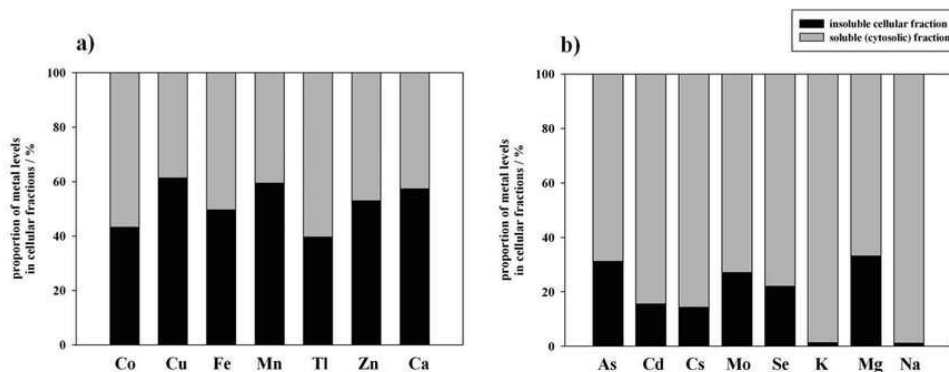 insoluble cellular fraction
soluble (cytosolic) fraction
a)
b)
proportion of metal levels
in cellular fractions / %
100
80
60
40
20
0
Co Cu Fe Mn Tl Zn Ca
proportion of metal levels
in cellular fractions / %
100
80
60
40
20
0
As Cd Cs Mo Se K Mg Na